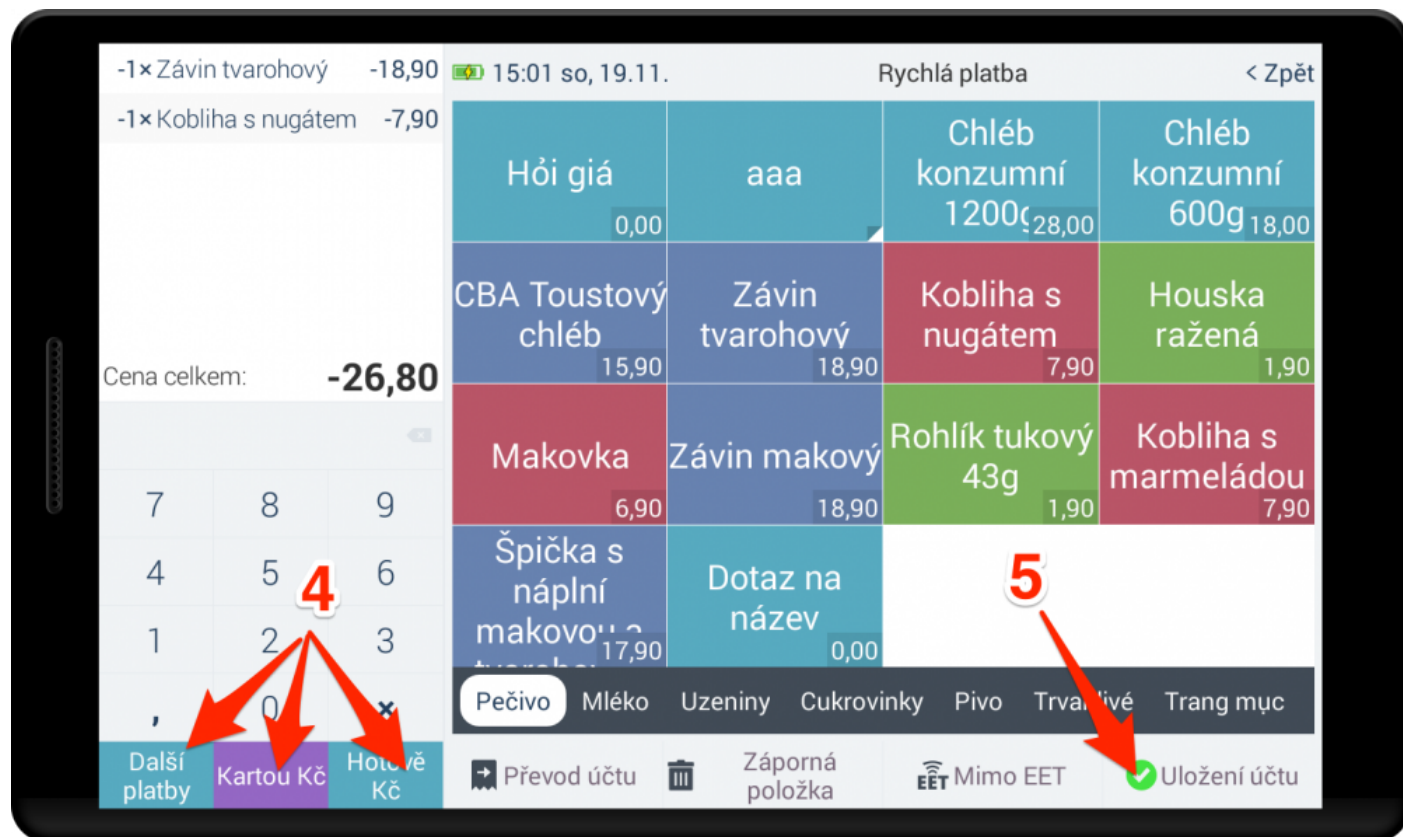 -1× Závin tvarohový -18,90
-1× Kobliha s nugátem -7,90
Cena celkem: -26,80
7 8 9
4 5 6
1 2 3
, 0 ×
Další platby
Kartou Kč
Hotově Kč
4
15:01 so, 19.11. Rychlá platba < Zpět
Hỏi giá
0,00
aaa
Chléb
konzumní
1200g
28,00
Chléb
konzumní
600g
18,00
CBA Toustový
chléb
15,90
Závin
tvarohový
18,90
Kobliha s
nugátem
7,90
Houska
ražená
1,90
Makovka
6,90
Závin makový
18,90
Rohlík tukový
43g
1,90
Kobliha s
marmeládou
7,90
Špička s
náplní
makovou a
17,90
Dotaz na
název
0,00
5
Pečivo Mléko Uzeniny Cukrovinky Pivo Trvanlivé Trang mục
Převod účtu
Záporná
položka
EET Mimo EET
Uložení účtu